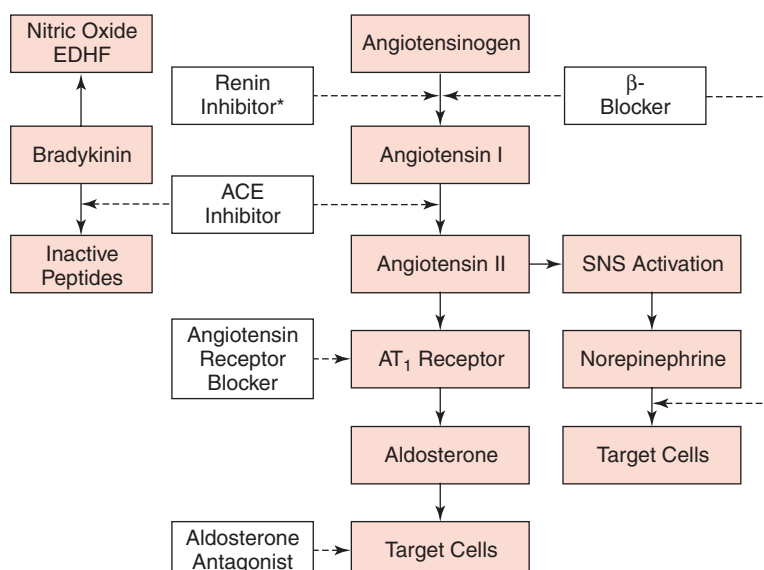 Nitric Oxide
EDHF
Angiotensinogen
Renin
Inhibitor*
β-
Blocker
Bradykinin
Angiotensin I
ACE
Inhibitor
Inactive
Peptides
Angiotensin II
SNS Activation
Angiotensin
Receptor
Blocker
AT₁ Receptor
Norepinephrine
Aldosterone
Target Cells
Aldosterone
Antagonist
Target Cells